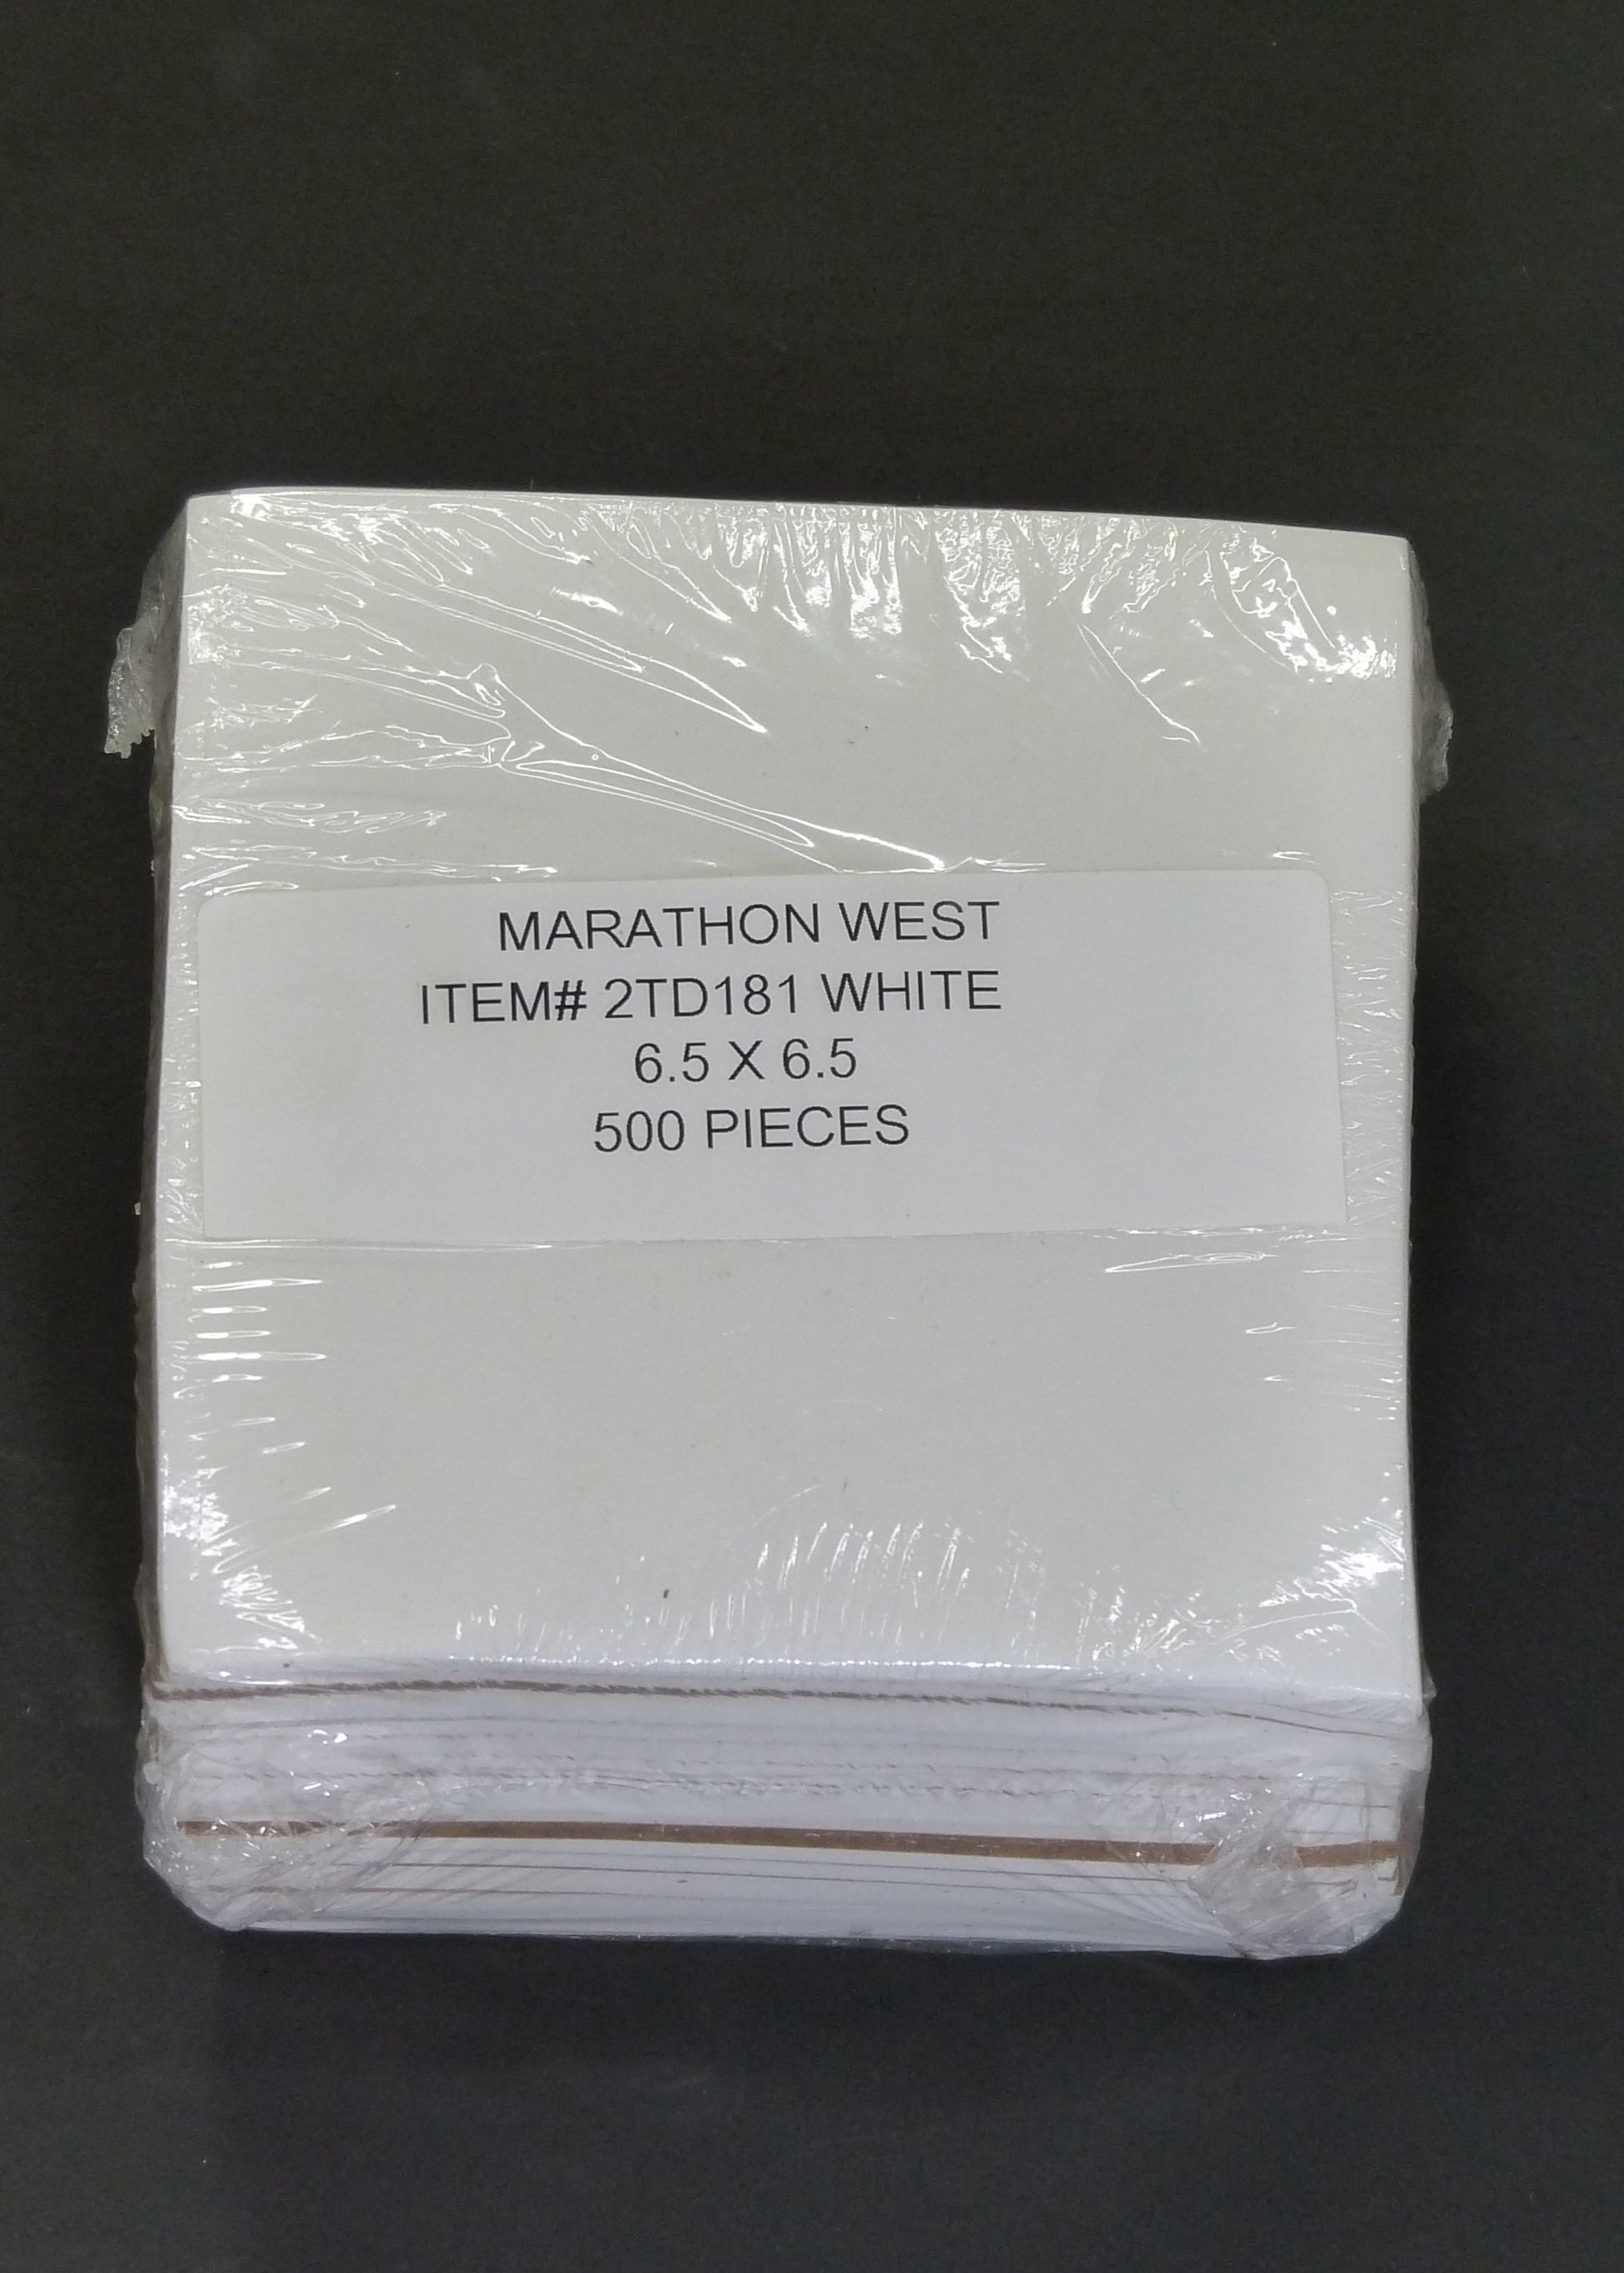 MARATHON WEST
ITEM# 2TD181 WHITE
6.5 X 6.5
500 PIECES